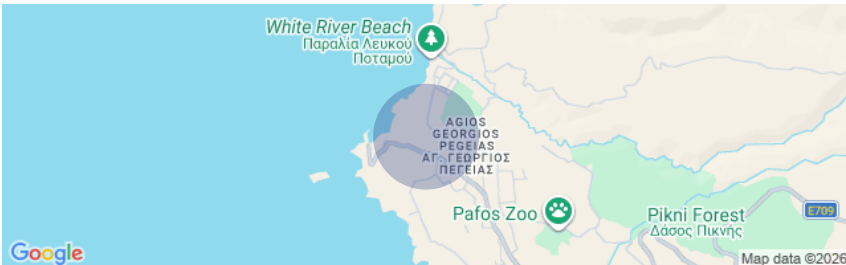 White River Beach
Παραλία Λευκού
Ποταμού
AGIOS
GEORGIOS
PEGEIAS
ΑΓ. ΓΕΩΡΓΙΟΣ
ΠΕΓΕΙΑΣ
Pafos Zoo
Pikni Forest
Δάσος Πικνής
E709
Google
Map data ©2026